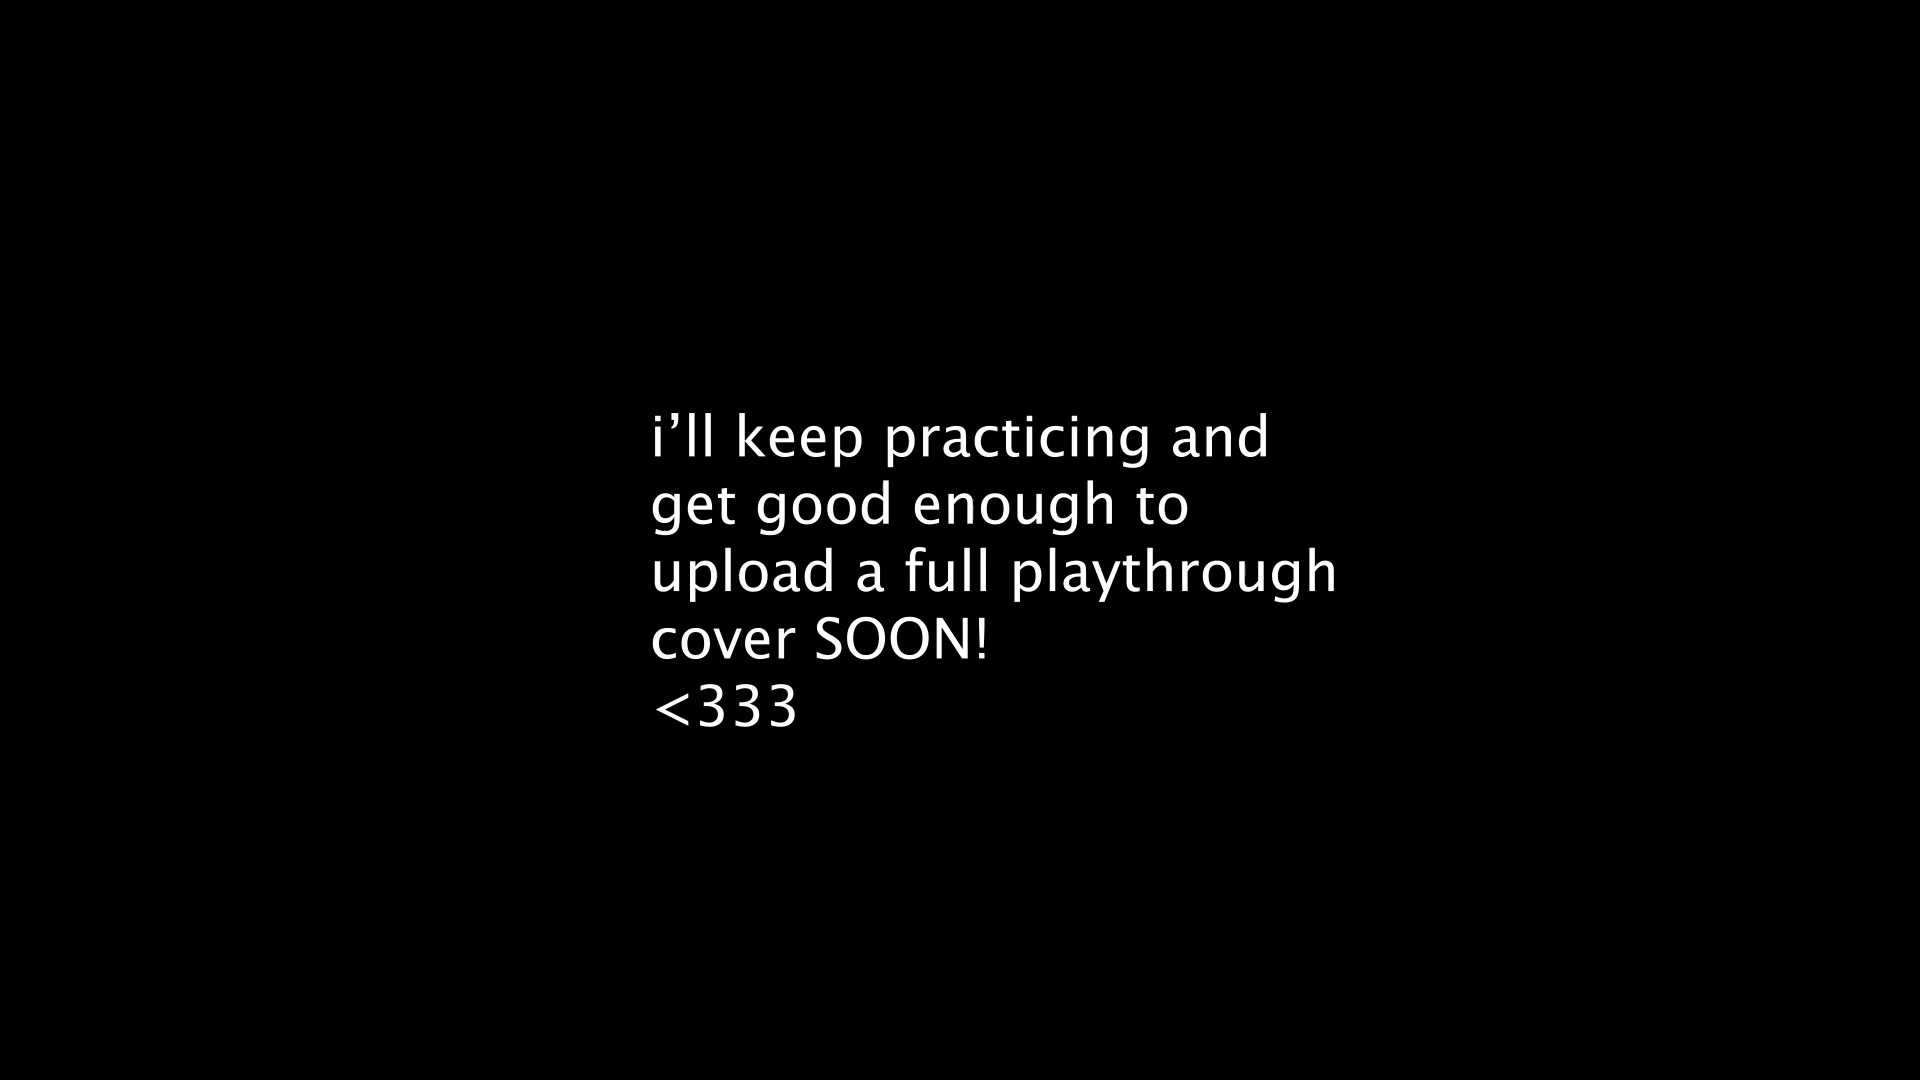 i’ll keep practicing and
get good enough to
upload a full playthrough
cover SOON!
<333